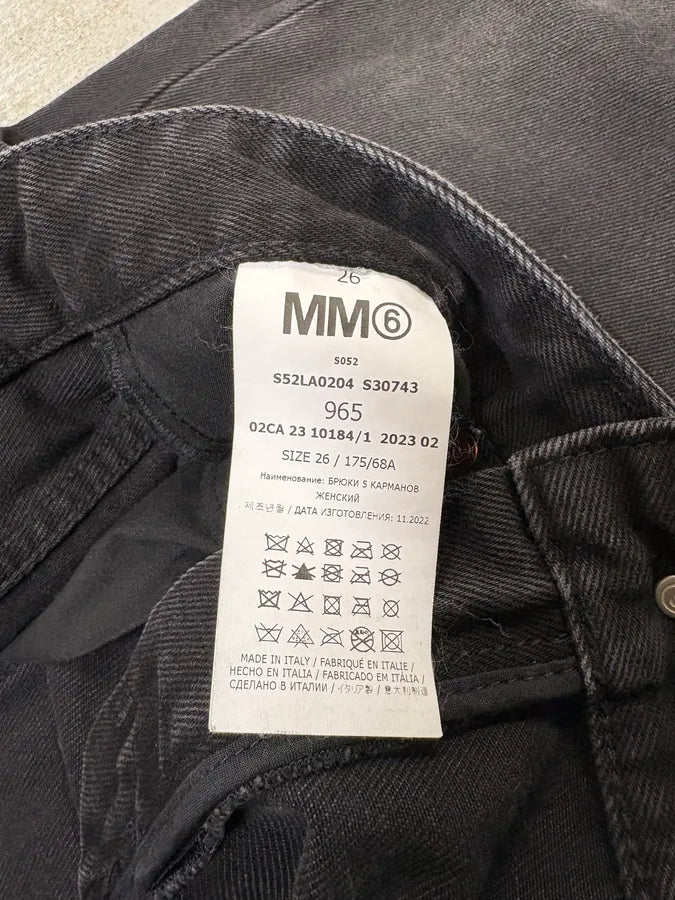 26
MM⑥
S052
S52LA0204 S30743
965
02CA 23 10184/1 2023 02
SIZE 26 / 175/68A
Наименование: БРЮКИ 5 КАРМАНОВ
ЖЕНСКИЙ
제조년월 / ДАТА ИЗГОТОВЛЕНИЯ: 11.2022
MADE IN ITALY / FABRIQUÉ EN ITALIE /
HECHO EN ITALIA / FABRICADO EM ITÁLIA /
СДЕЛАНО В ИТАЛИИ / イタリア製 / 意大利制造